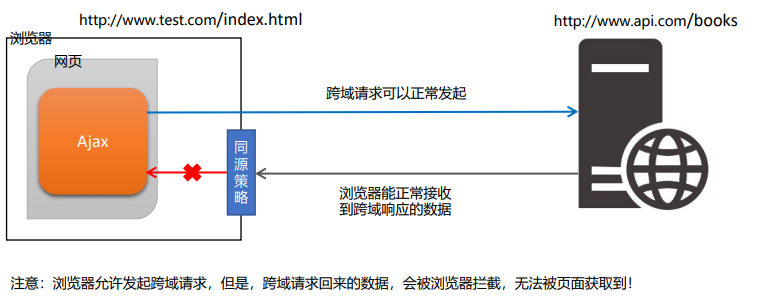 http://www.test.com/index.html
http://www.api.com/books
浏览器
网页
跨域请求可以正常发起
Ajax
同
源
策
略
浏览器能正常接收
到跨域响应的数据
注意：浏览器允许发起跨域请求，但是，跨域请求回来的数据，会被浏览器拦截，无法被页面获取到！